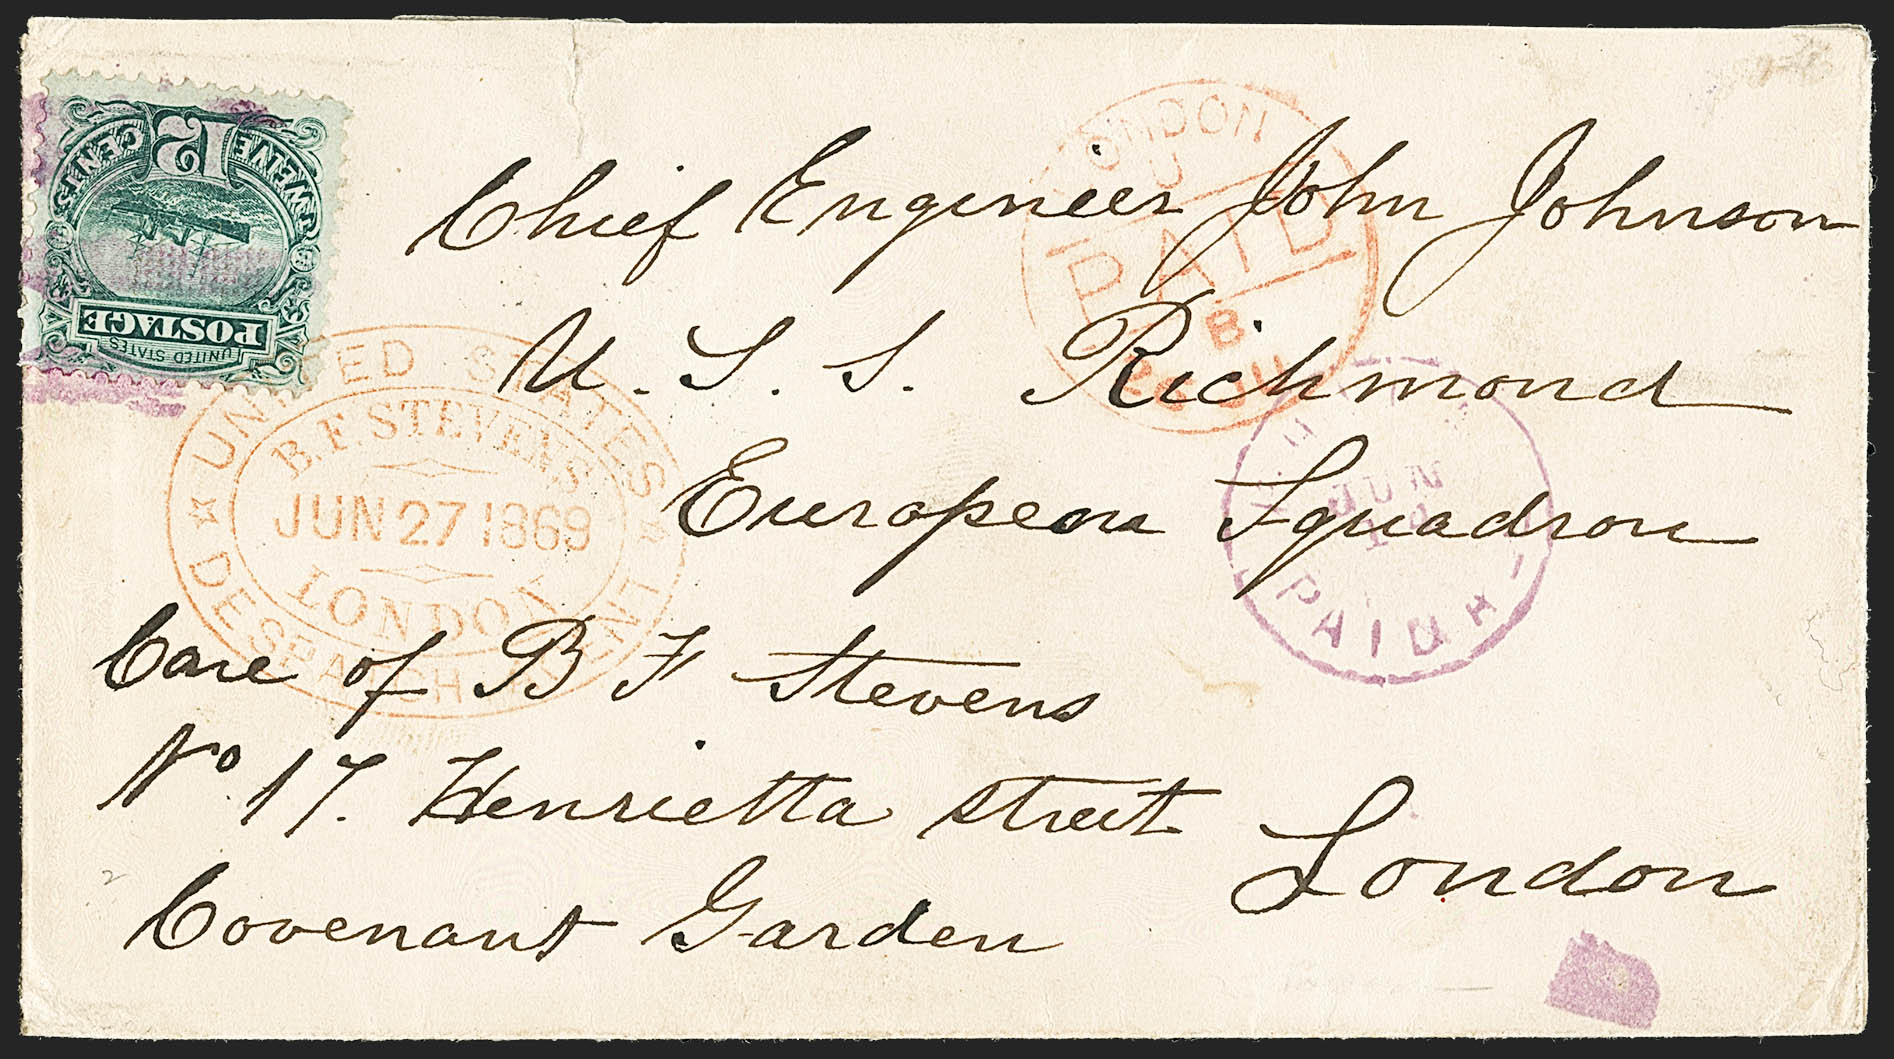 UNITED STATES
POSTAGE
TWELVE 12 CENTS
LONDON
PAID
B
Chief Engineer John Johnson
U. S. S. Richmond
European Squadron
UNITED STATES
B. F. STEVENS
JUN 27 1869
LONDON
JUN
PAID
Care of B F Stevens
No 17. Henrietta street London
Covenant Garden